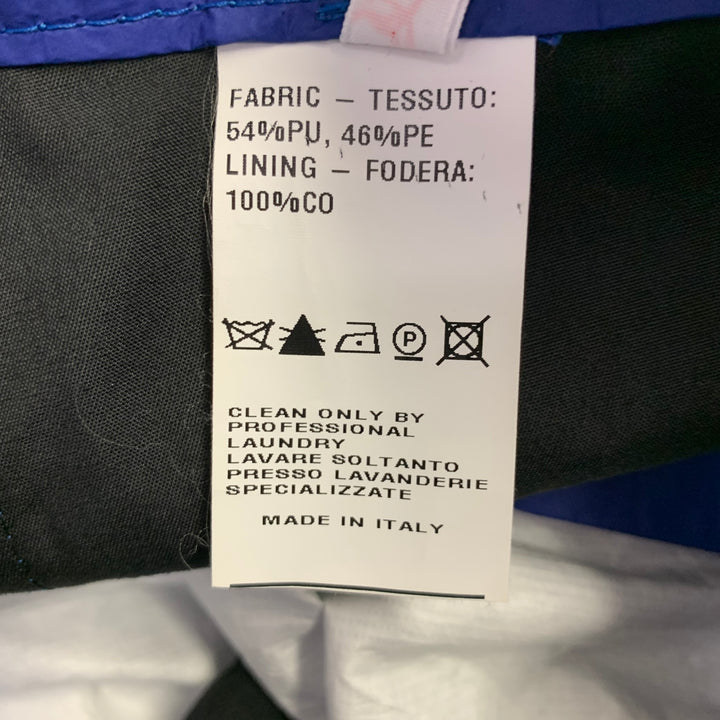 FABRIC – TESSUTO:
54%PU, 46%PE
LINING – FODERA:
100%CO
P
CLEAN ONLY BY
PROFESSIONAL
LAUNDRY
LAVARE SOLTANTO
PRESSO LAVANDERIE
SPECIALIZZATE
MADE IN ITALY